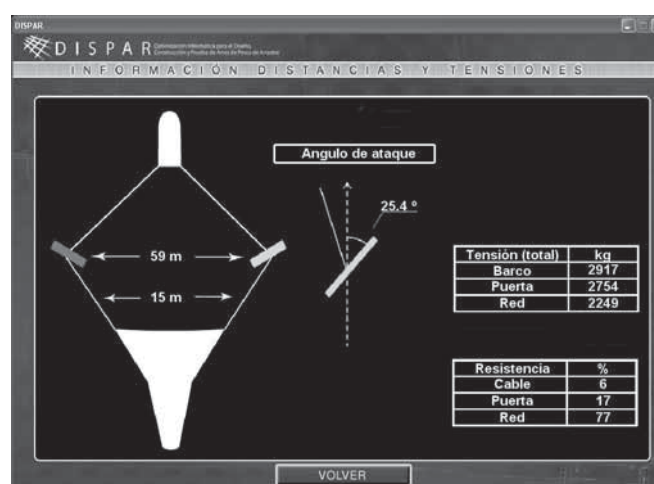 DISPAR
DISPAR
INFORMACIÓN DISTANCIAS Y TENSIONES
Angulo de ataque
25.4 º
59 m
15 m
Tensión (total) kg
Barco 2917
Puerta 2754
Red 2249
Resistencia %
Cable 6
Puerta 17
Red 77
VOLVER